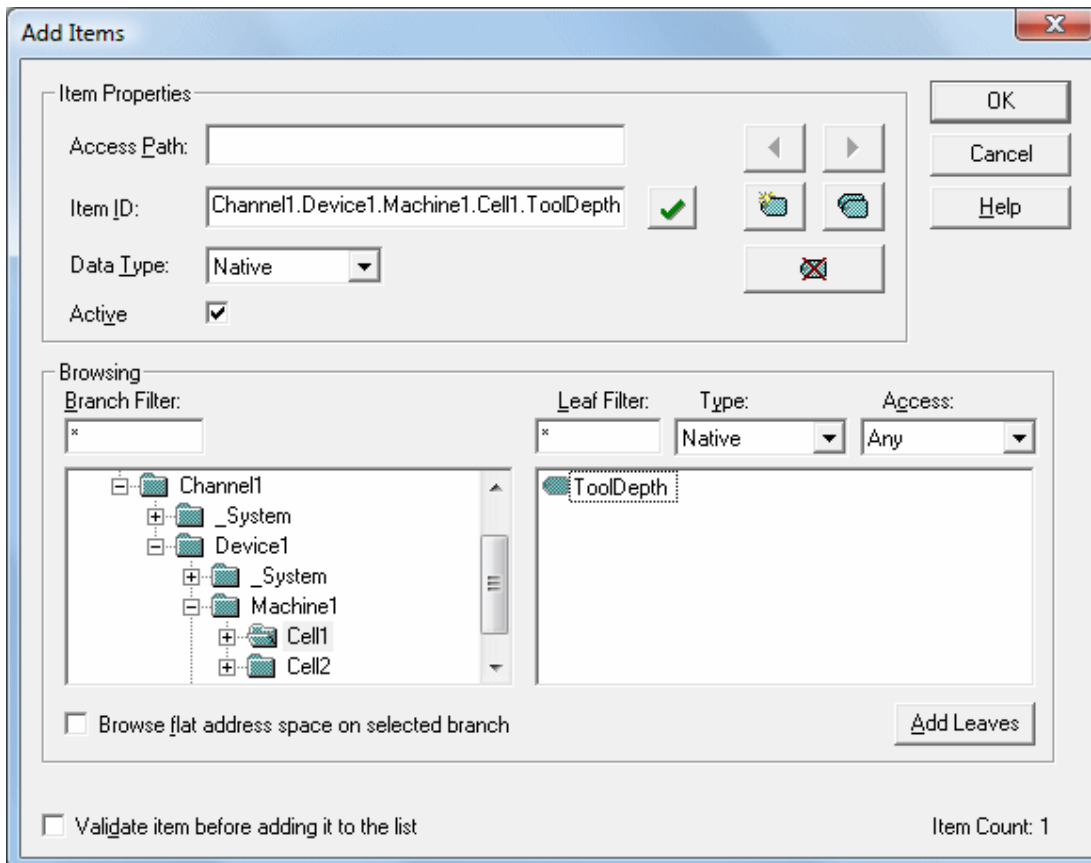 Add Items
Item Properties
OK
Access Path:
Cancel
Item ID: Channel1.Device1.Machine1.Cell1.ToolDepth
Help
Data Type: Native
Active
Browsing
Branch Filter: Leaf Filter: Type: Access:
* * Native Any
Channel1 ToolDepth
_System
Device1
_System
Machine1
Cell1
Cell2
Browse flat address space on selected branch Add Leaves
Validate item before adding it to the list Item Count: 1